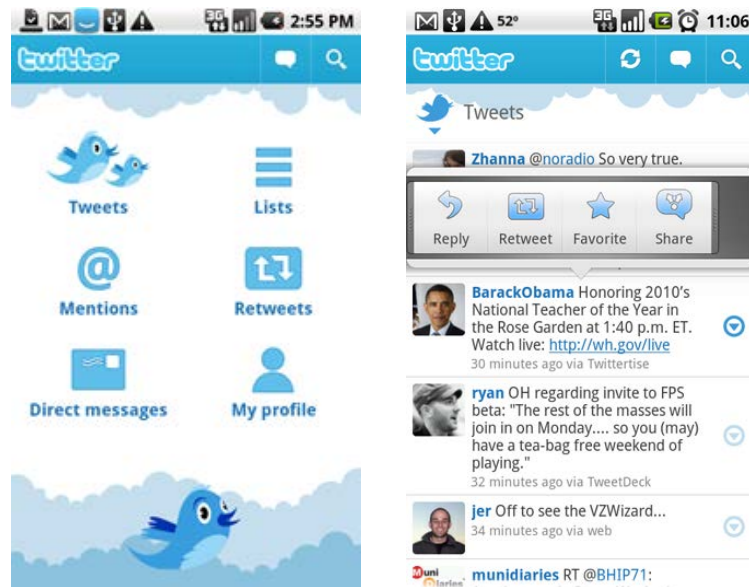 3G 2:55 PM
twitter
Tweets Lists
@
Mentions Retweets
Direct messages My profile
52° 3G 11:06
twitter
Tweets
Zhanna @noradio So very true.
Reply Retweet Favorite Share
BarackObama Honoring 2010's
National Teacher of the Year in
the Rose Garden at 1:40 p.m. ET.
Watch live: http://wh.gov/live
30 minutes ago via Twittertise
ryan OH regarding invite to FPS
beta: "The rest of the masses will
join in on Monday.... so you (may)
have a tea-bag free weekend of
playing."
32 minutes ago via TweetDeck
jer Off to see the VZWizard...
34 minutes ago via web
Muni
Diaries
munidiaries RT @BHIP71: